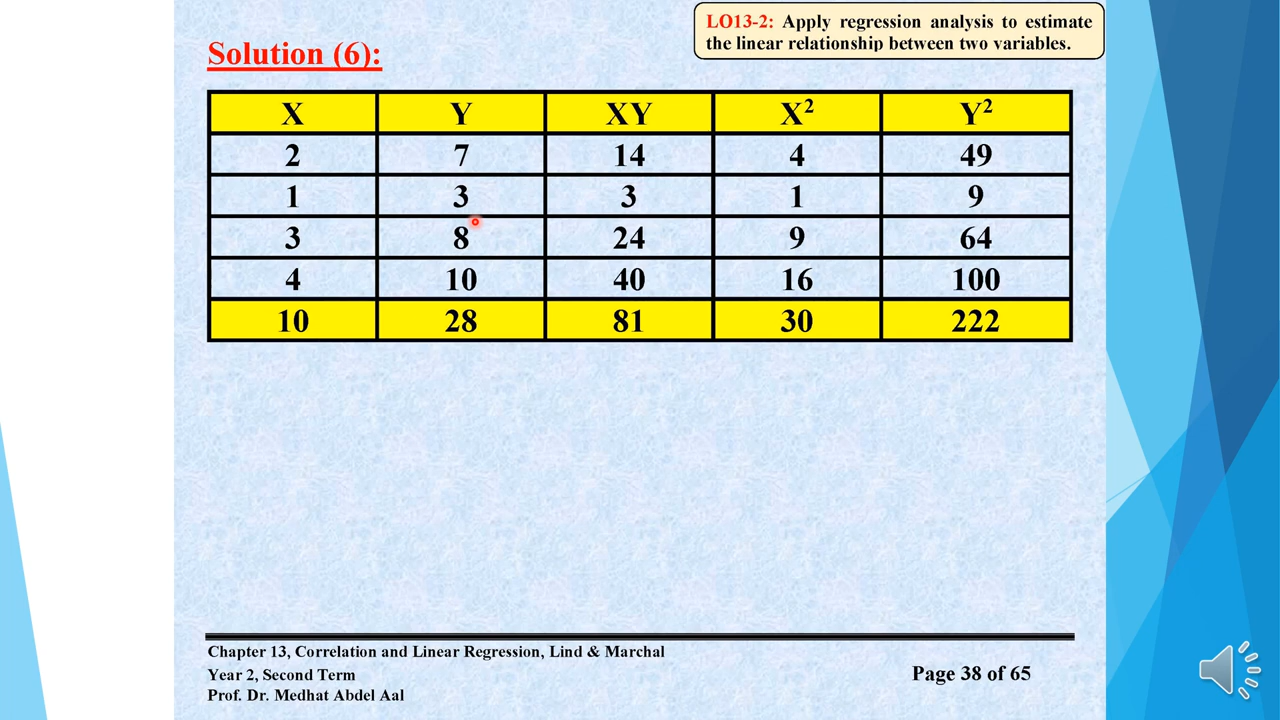 LO13-2: Apply regression analysis to estimate
the linear relationship between two variables.
Solution (6):
X Y XY X² Y²
2 7 14 4 49
1 3 3 1 9
3 8 24 9 64
4 10 40 16 100
10 28 81 30 222
Chapter 13, Correlation and Linear Regression, Lind & Marchal
Year 2, Second Term
Page 38 of 65
Prof. Dr. Medhat Abdel Aal